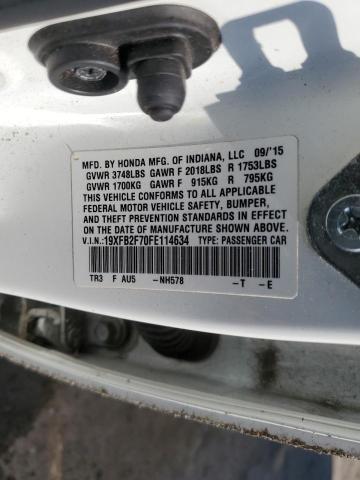 MFD. BY HONDA MFG. OF INDIANA, LLC 09/'15
GVWR 3748LBS GAWR F 2018LBS R 1753LBS
GVWR 1700KG GAWR F 915KG R 795KG
THIS VEHICLE CONFORMS TO ALL APPLICABLE
FEDERAL MOTOR VEHICLE SAFETY, BUMPER,
AND THEFT PREVENTION STANDARDS IN EFFECT
ON THE DATE OF MANUFACTURE SHOWN ABOVE.
V.I.N.:19XFB2F70FE114634 TYPE: PASSENGER CAR
TR3 F AU5 -NH578 -T -E